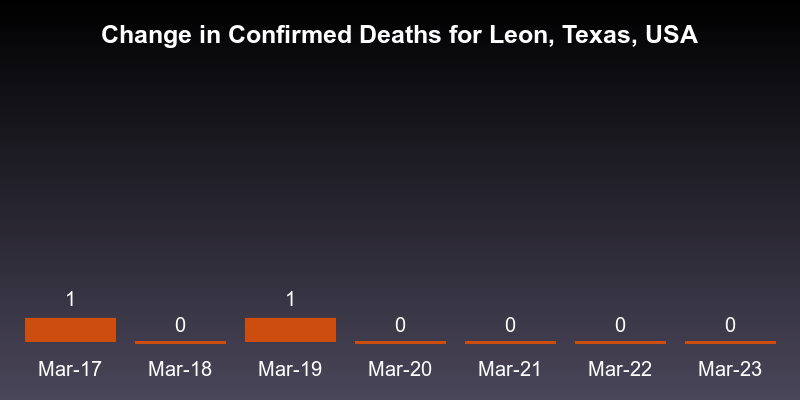 Change in Confirmed Deaths for Leon, Texas, USA
1 0 1 0 0 0 0
Mar-17 Mar-18 Mar-19 Mar-20 Mar-21 Mar-22 Mar-23